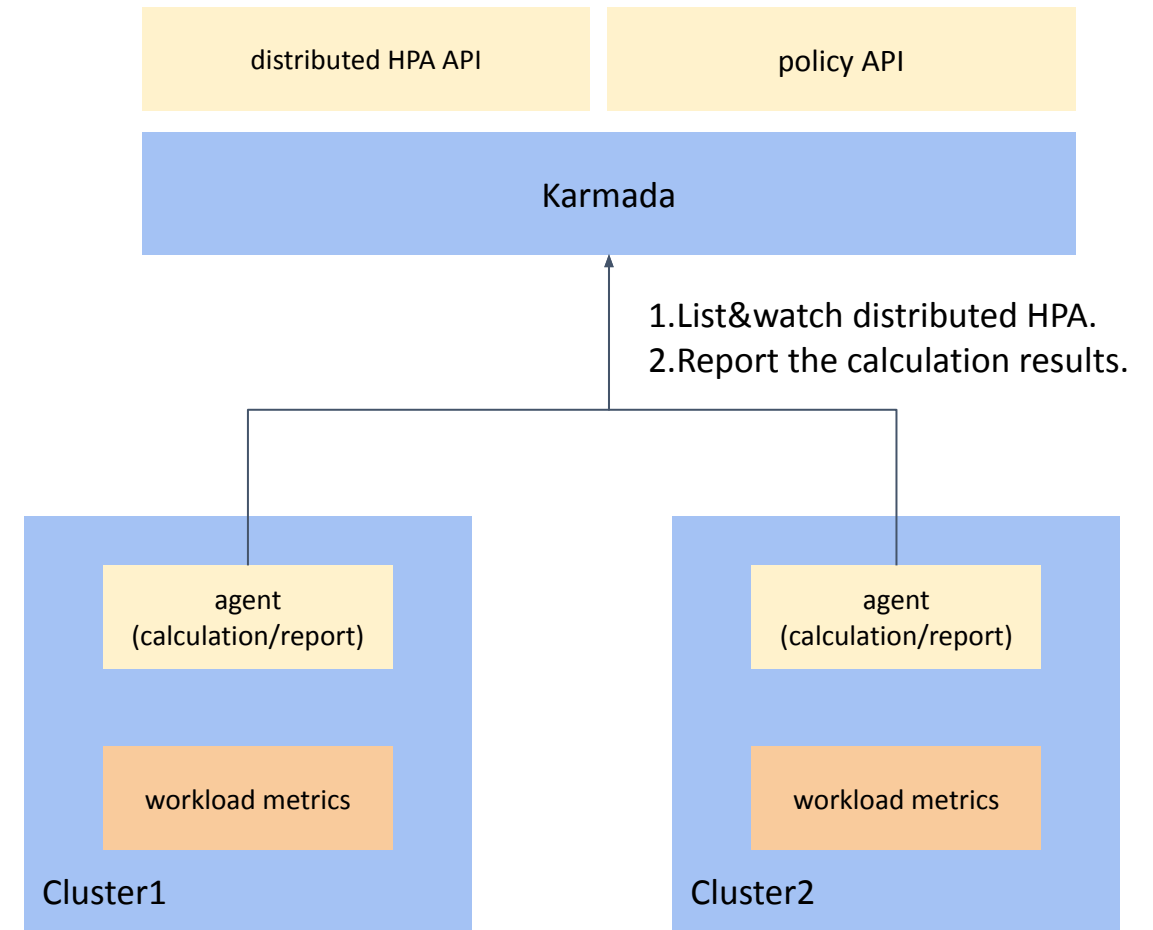 distributed HPA API
policy API
Karmada
1.List&watch distributed HPA.
2.Report the calculation results.
agent
(calculation/report)
workload metrics
Cluster1
agent
(calculation/report)
workload metrics
Cluster2